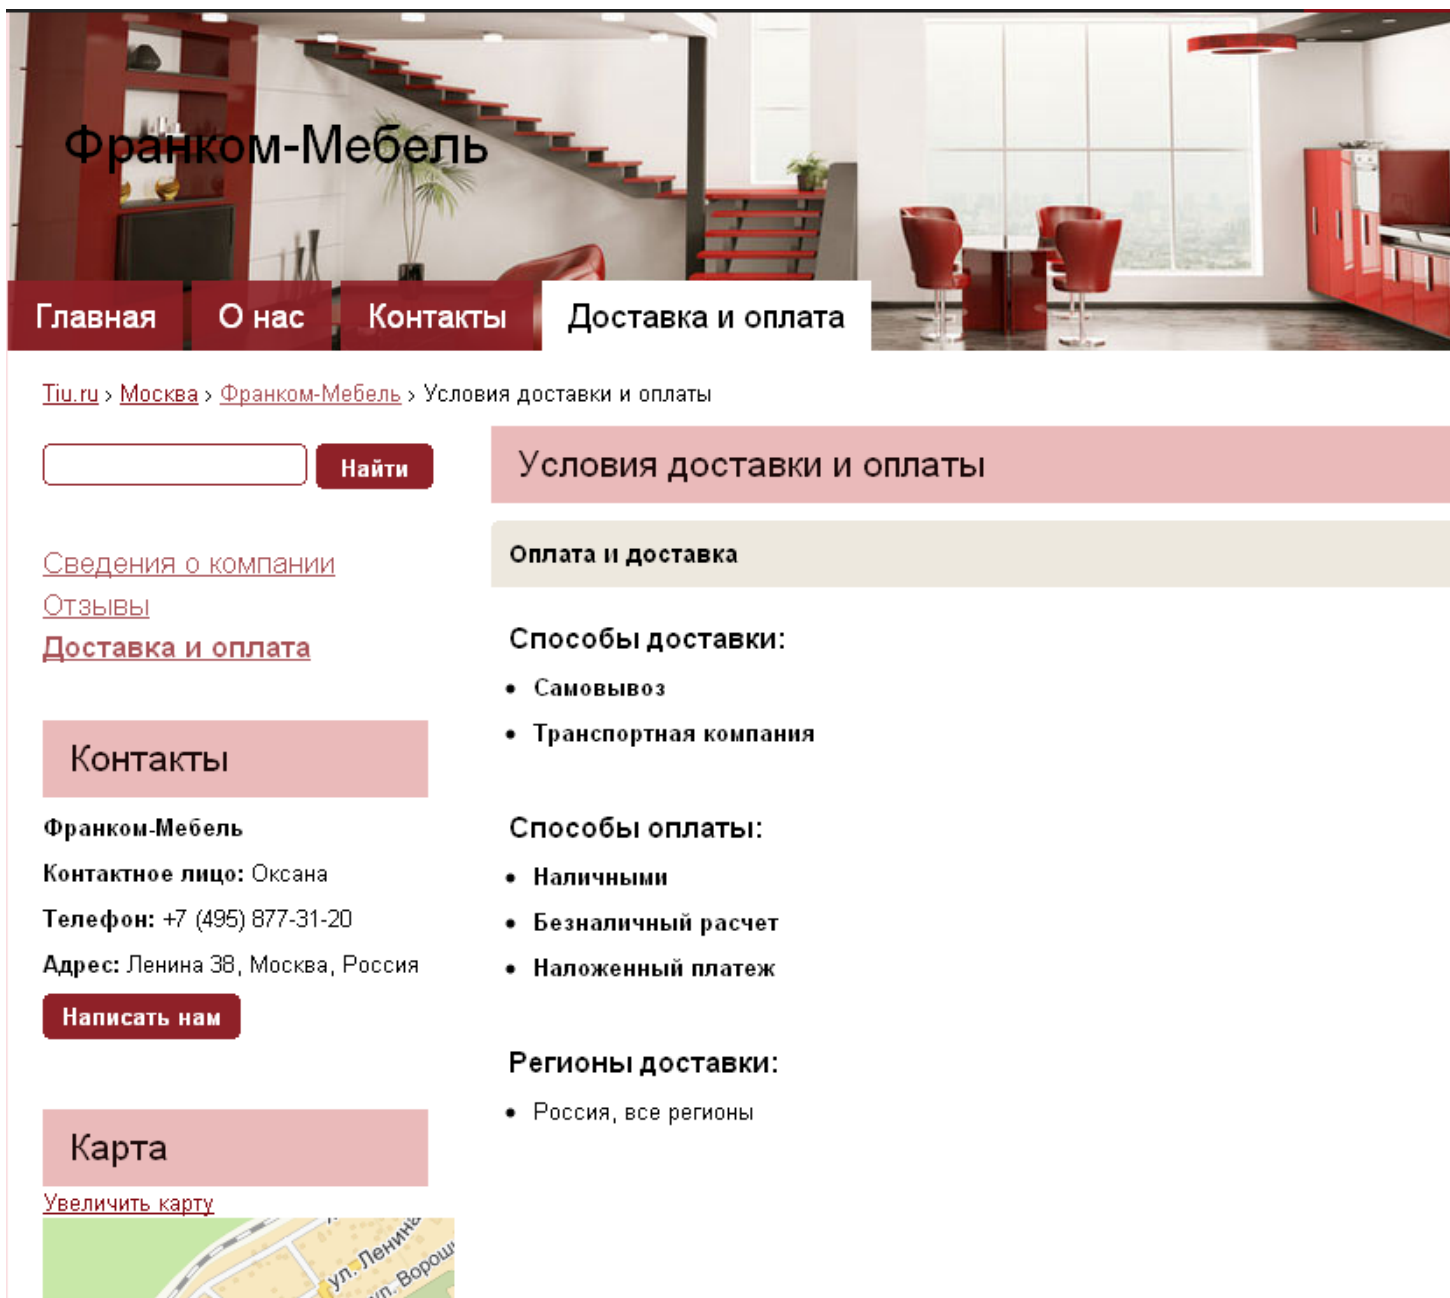 Франком-Мебель
Главная О нас Контакты Доставка и оплата
Tiu.ru › Москва › Франком-Мебель › Условия доставки и оплаты
Найти
Сведения о компании
Отзывы
Доставка и оплата
Контакты
Франком-Мебель
Контактное лицо: Оксана
Телефон: +7 (495) 877-31-20
Адрес: Ленина 38, Москва, Россия
Написать нам
Карта
Увеличить карту
ул. Ленина
ул.
Условия доставки и оплаты
Оплата и доставка
Способы доставки:
• Самовывоз
• Транспортная компания
Способы оплаты:
• Наличными
• Безналичный расчет
• Наложенный платеж
Регионы доставки:
• Россия, все регионы